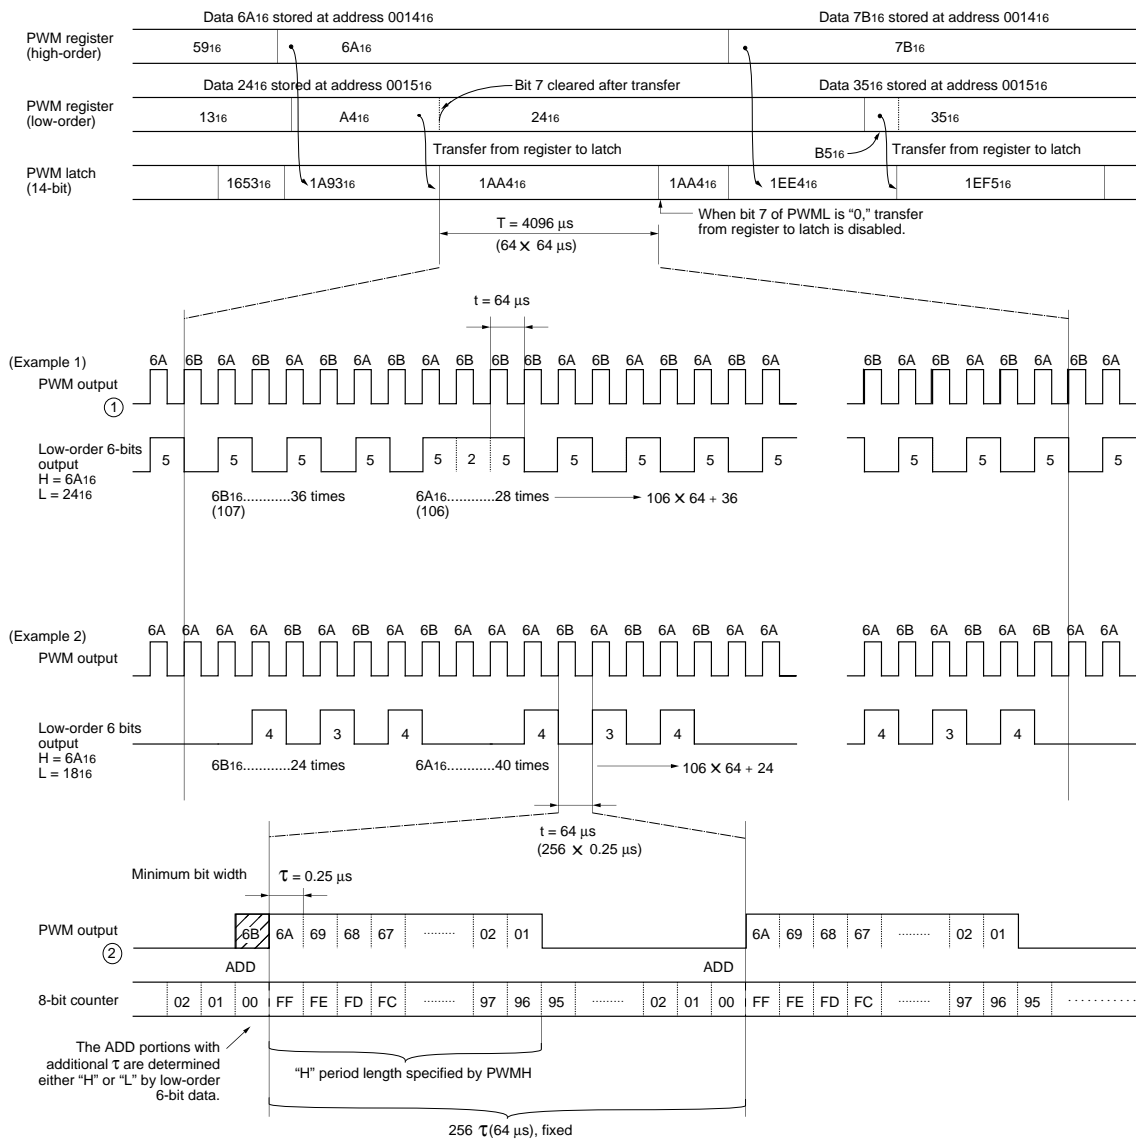 Data 6A16 stored at address 001416
Data 7B16 stored at address 001416
PWM register
(high-order)
5916
6A16
7B16
Data 2416 stored at address 001516
Bit 7 cleared after transfer
Data 3516 stored at address 001516
PWM register
(low-order)
1316
A416
2416
3516
Transfer from register to latch
B516
Transfer from register to latch
PWM latch
(14-bit)
165316
1A9316
1AA416
1AA416
1EE416
1EF516
When bit 7 of PWML is “0,” transfer
from register to latch is disabled.
T = 4096 µs
(64 × 64 µs)
t = 64 µs
(Example 1)
PWM output
①
6A 6B 6A 6B 6A 6B 6A 6B 6A 6B 6B 6B 6A 6B 6A 6B 6A 6B 6A
6B 6A 6B 6A 6B 6A 6B 6A
Low-order 6-bits
output
H = 6A16
L = 2416
5 5 5 5 5 2 5 5 5 5 5
5 5 5 5
6B16............36 times
(107)
6A16............28 times
(106)
106 × 64 + 36
(Example 2)
PWM output
6A 6A 6A 6A 6B 6A 6B 6A 6B 6A 6A 6A 6B 6A 6B 6A 6B 6A 6A
6A 6B 6A 6B 6A 6B 6A 6A
Low-order 6 bits
output
H = 6A16
L = 1816
4 3 4 4 3 4
4 3 4
6B16............24 times
6A16............40 times
106 × 64 + 24
t = 64 µs
(256 × 0.25 µs)
Minimum bit width
τ = 0.25 µs
PWM output
②
6B 6A 69 68 67 ········ 02 01
6A 69 68 67 ········ 02 01
ADD
ADD
8-bit counter
02 01 00 FF FE FD FC ········ 97 96 95 ········ 02 01 00 FF FE FD FC ········ 97 96 95 ············
The ADD portions with
additional τ are determined
either “H” or “L” by low-order
6-bit data.
“H” period length specified by PWMH
256 τ(64 µs), fixed